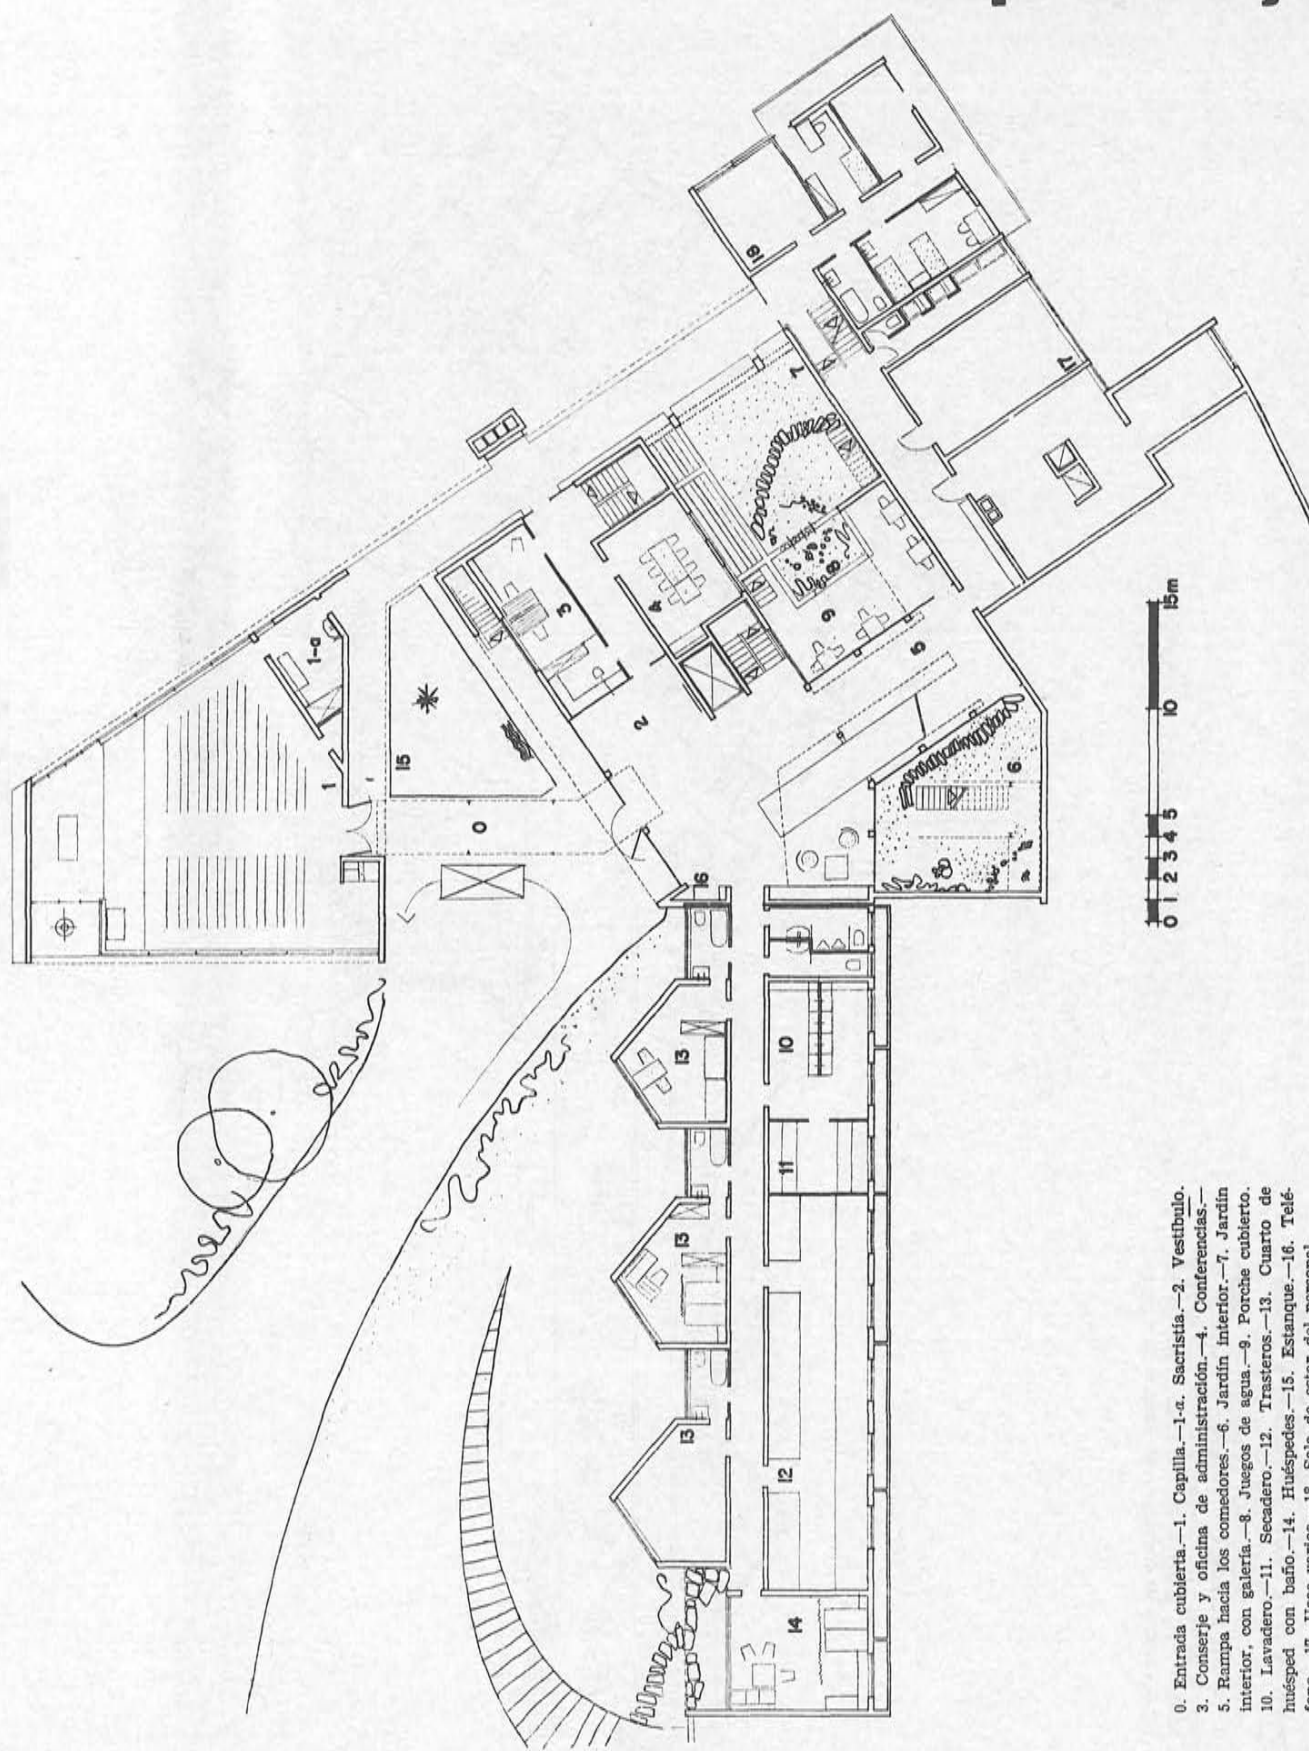 0. Entrada cubierta.—1. Capilla.—1-a. Sacristía.—2. Vestíbulo.
3. Conserje y oficina de administración.—4. Conferencias.—
5. Rampa hacia los comedores.—6. Jardín interior.—7. Jardín
interior, con galería.—8. Juegos de agua.—9. Porche cubierto.
10. Lavadero.—11. Secadero.—12. Trasteros.—13. Cuarto de
huésped con baño.—14. Huéspedes.—15. Estanque.—16. Telé-
0 1 2 3 4 5 10 15m
1
1-a
15
0
2
3
4
5
6
7
8
9
10
11
12
13
13
13
14
16
17
18